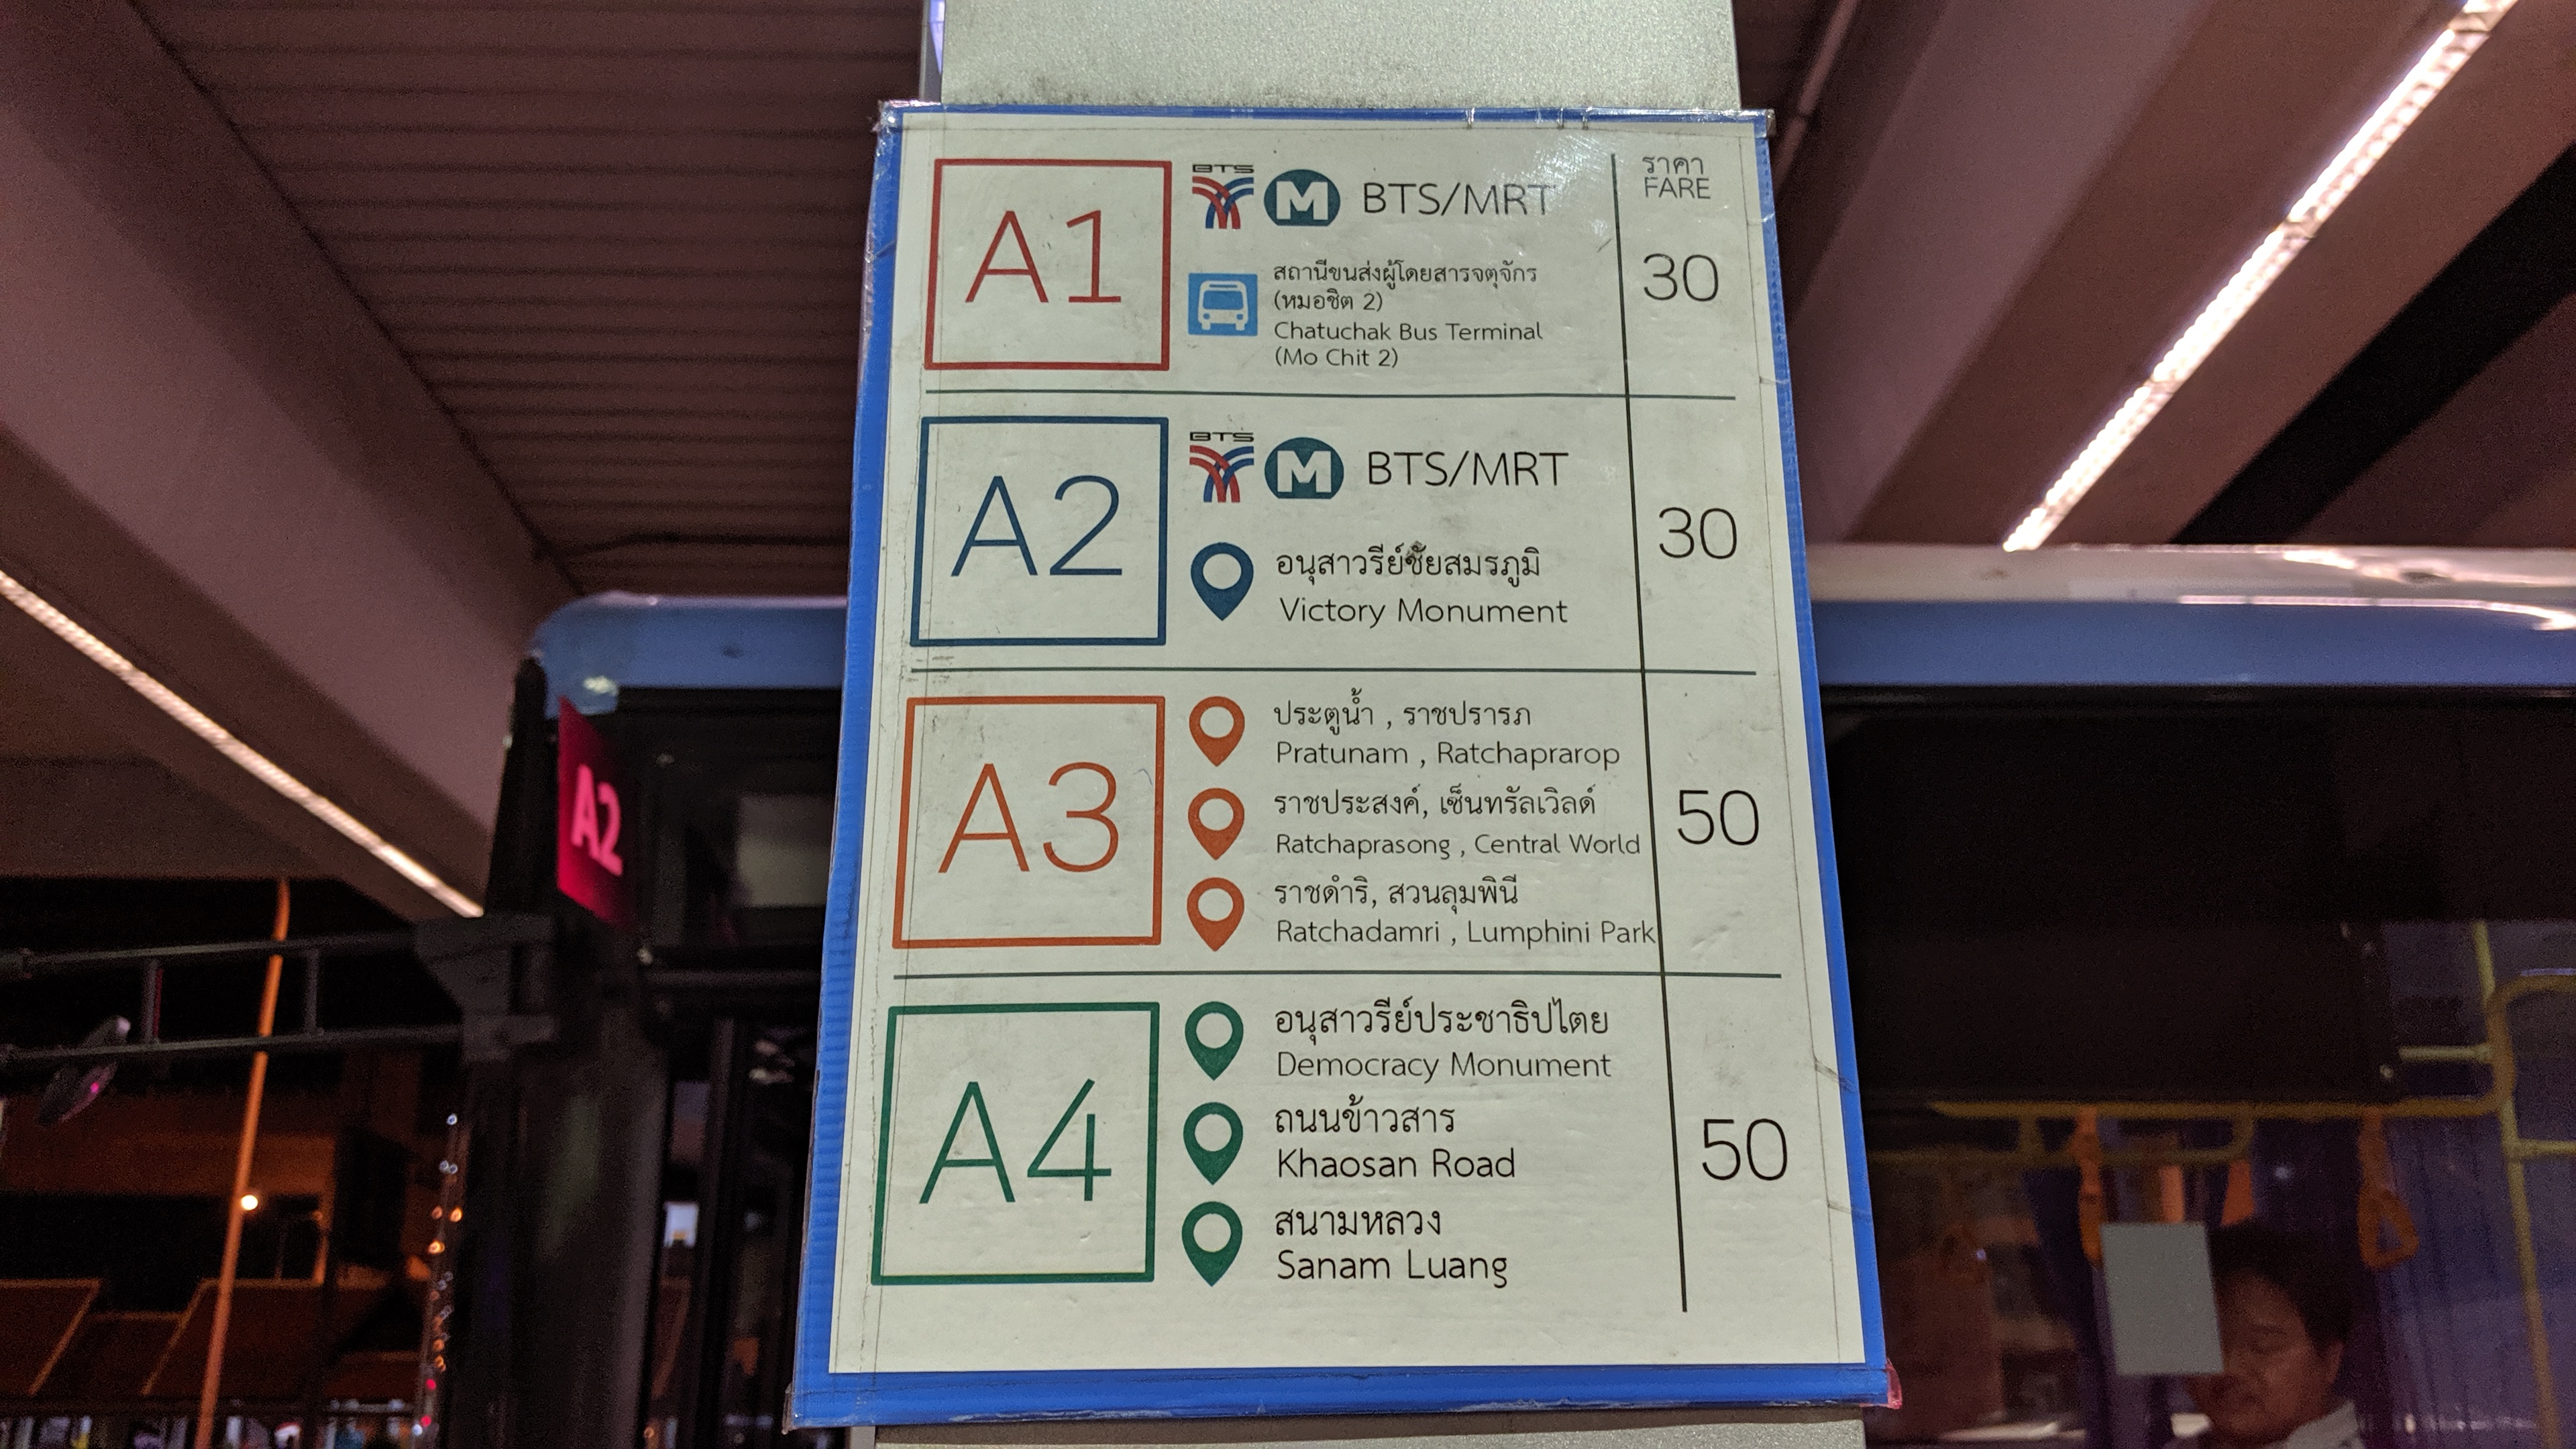 ราคา
FARE
A1
BTS
M
BTS/MRT
สถานีขนส่งผู้โดยสารจตุจักร
(หมอชิต 2)
Chatuchak Bus Terminal
(Mo Chit 2)
30
A2
BTS
M
BTS/MRT
อนุสาวรีย์ชัยสมรภูมิ
Victory Monument
30
A3
ประตูน้ำ , ราชปรารภ
Pratunam , Ratchaprarop
ราชประสงค์, เซ็นทรัลเวิลด์
Ratchaprasong , Central World
ราชดำริ, สวนลุมพินี
Ratchadamri , Lumphini Park
50
A4
อนุสาวรีย์ประชาธิปไตย
Democracy Monument
ถนนข้าวสาร
Khaosan Road
สนามหลวง
Sanam Luang
50
A2